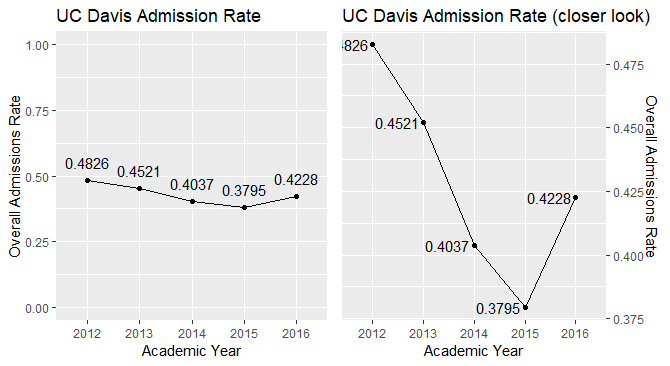 UC Davis Admission Rate
Overall Admissions Rate
1.00
0.75
0.50
0.25
0.00
0.4826
0.4521
0.4037
0.3795
0.4228
2012 2013 2014 2015 2016
Academic Year
UC Davis Admission Rate (closer look)
4826
0.4521
0.4037
0.3795
0.4228
0.475
0.450
0.425
0.400
0.375
Overall Admissions Rate
2012 2013 2014 2015 2016
Academic Year